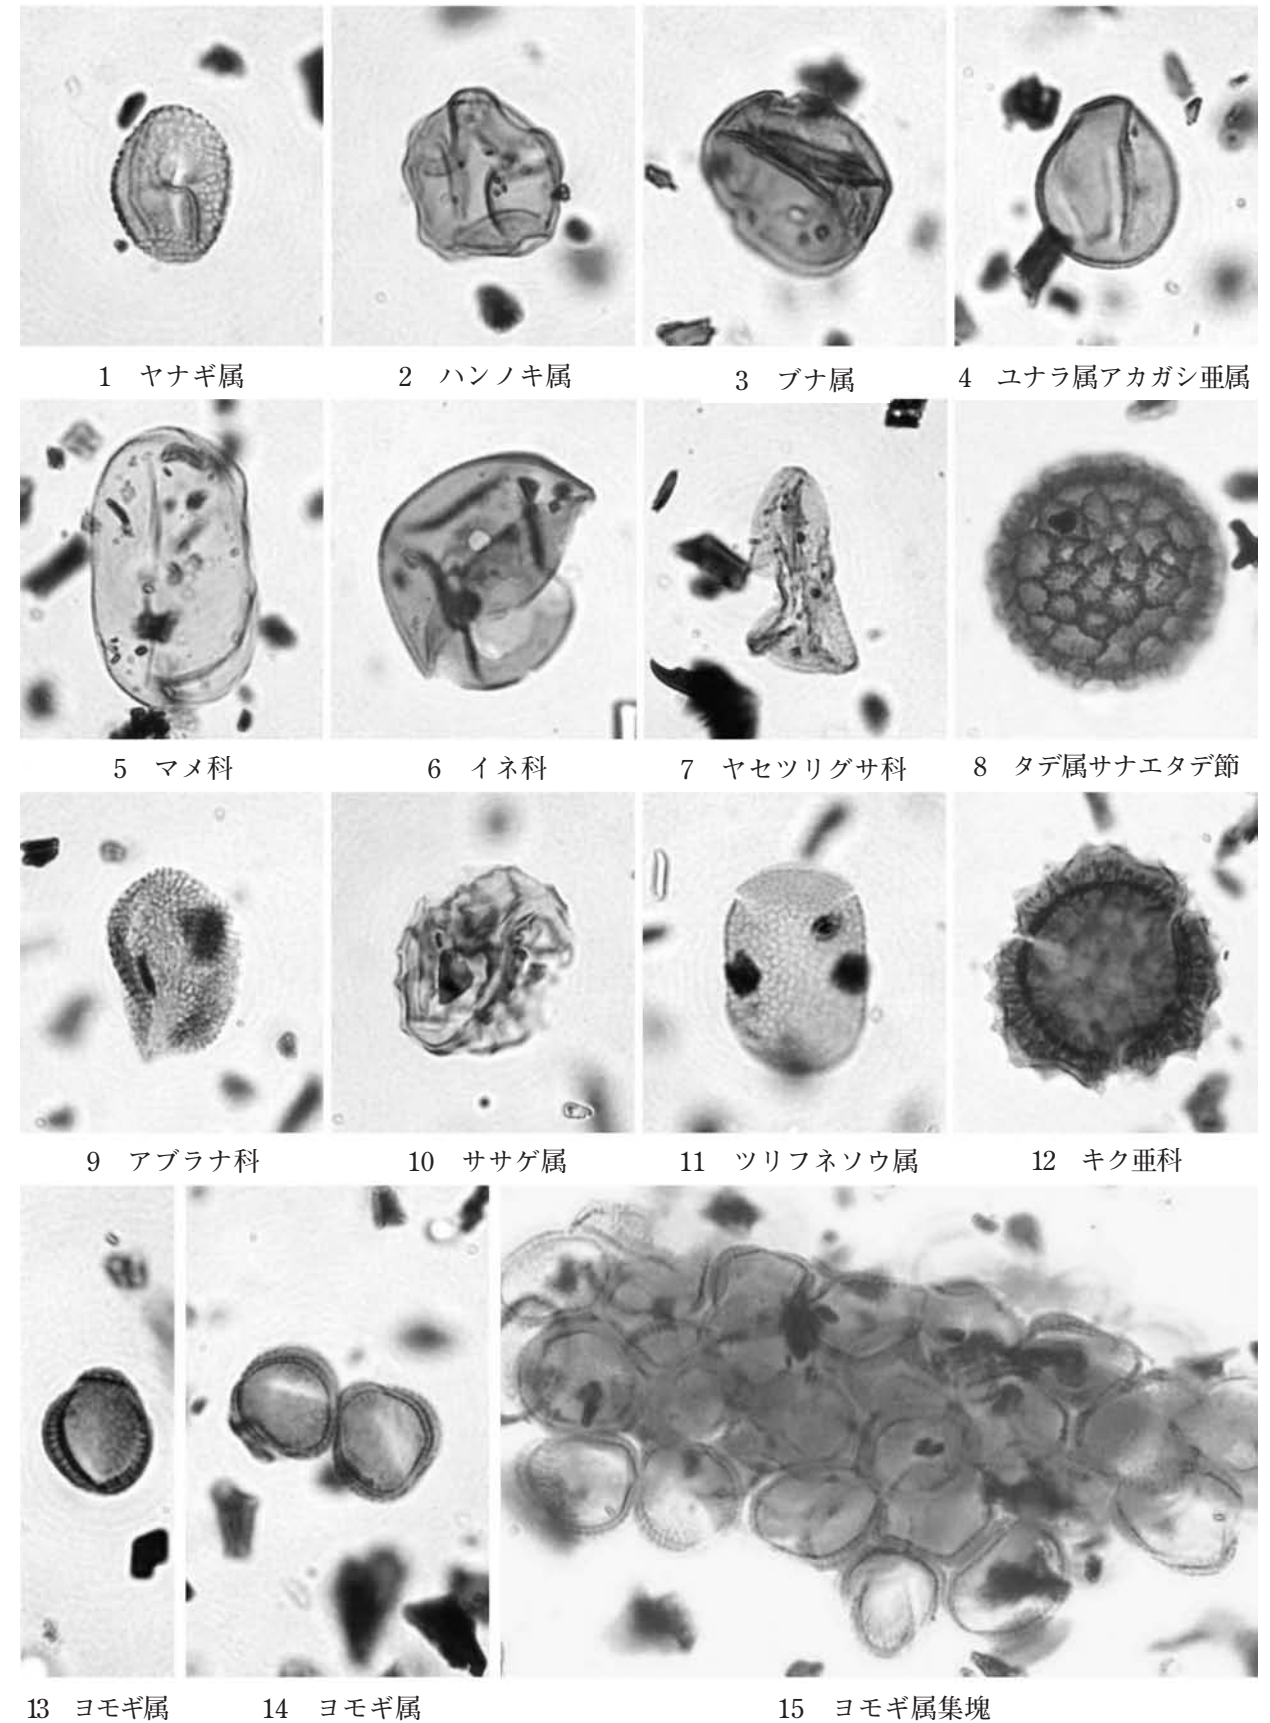 1 ヤナギ属
2 ハンノキ属
3 ブナ属
4 ユナラ属アカガシ亜属
5 マメ科
6 イネ科
7 ヤセツリグサ科
8 タデ属サナエタデ節
9 アブラナ科
10 ササゲ属
11 ツリフネソウ属
12 キク亜科
13 ヨモギ属
14 ヨモギ属
15 ヨモギ属集塊